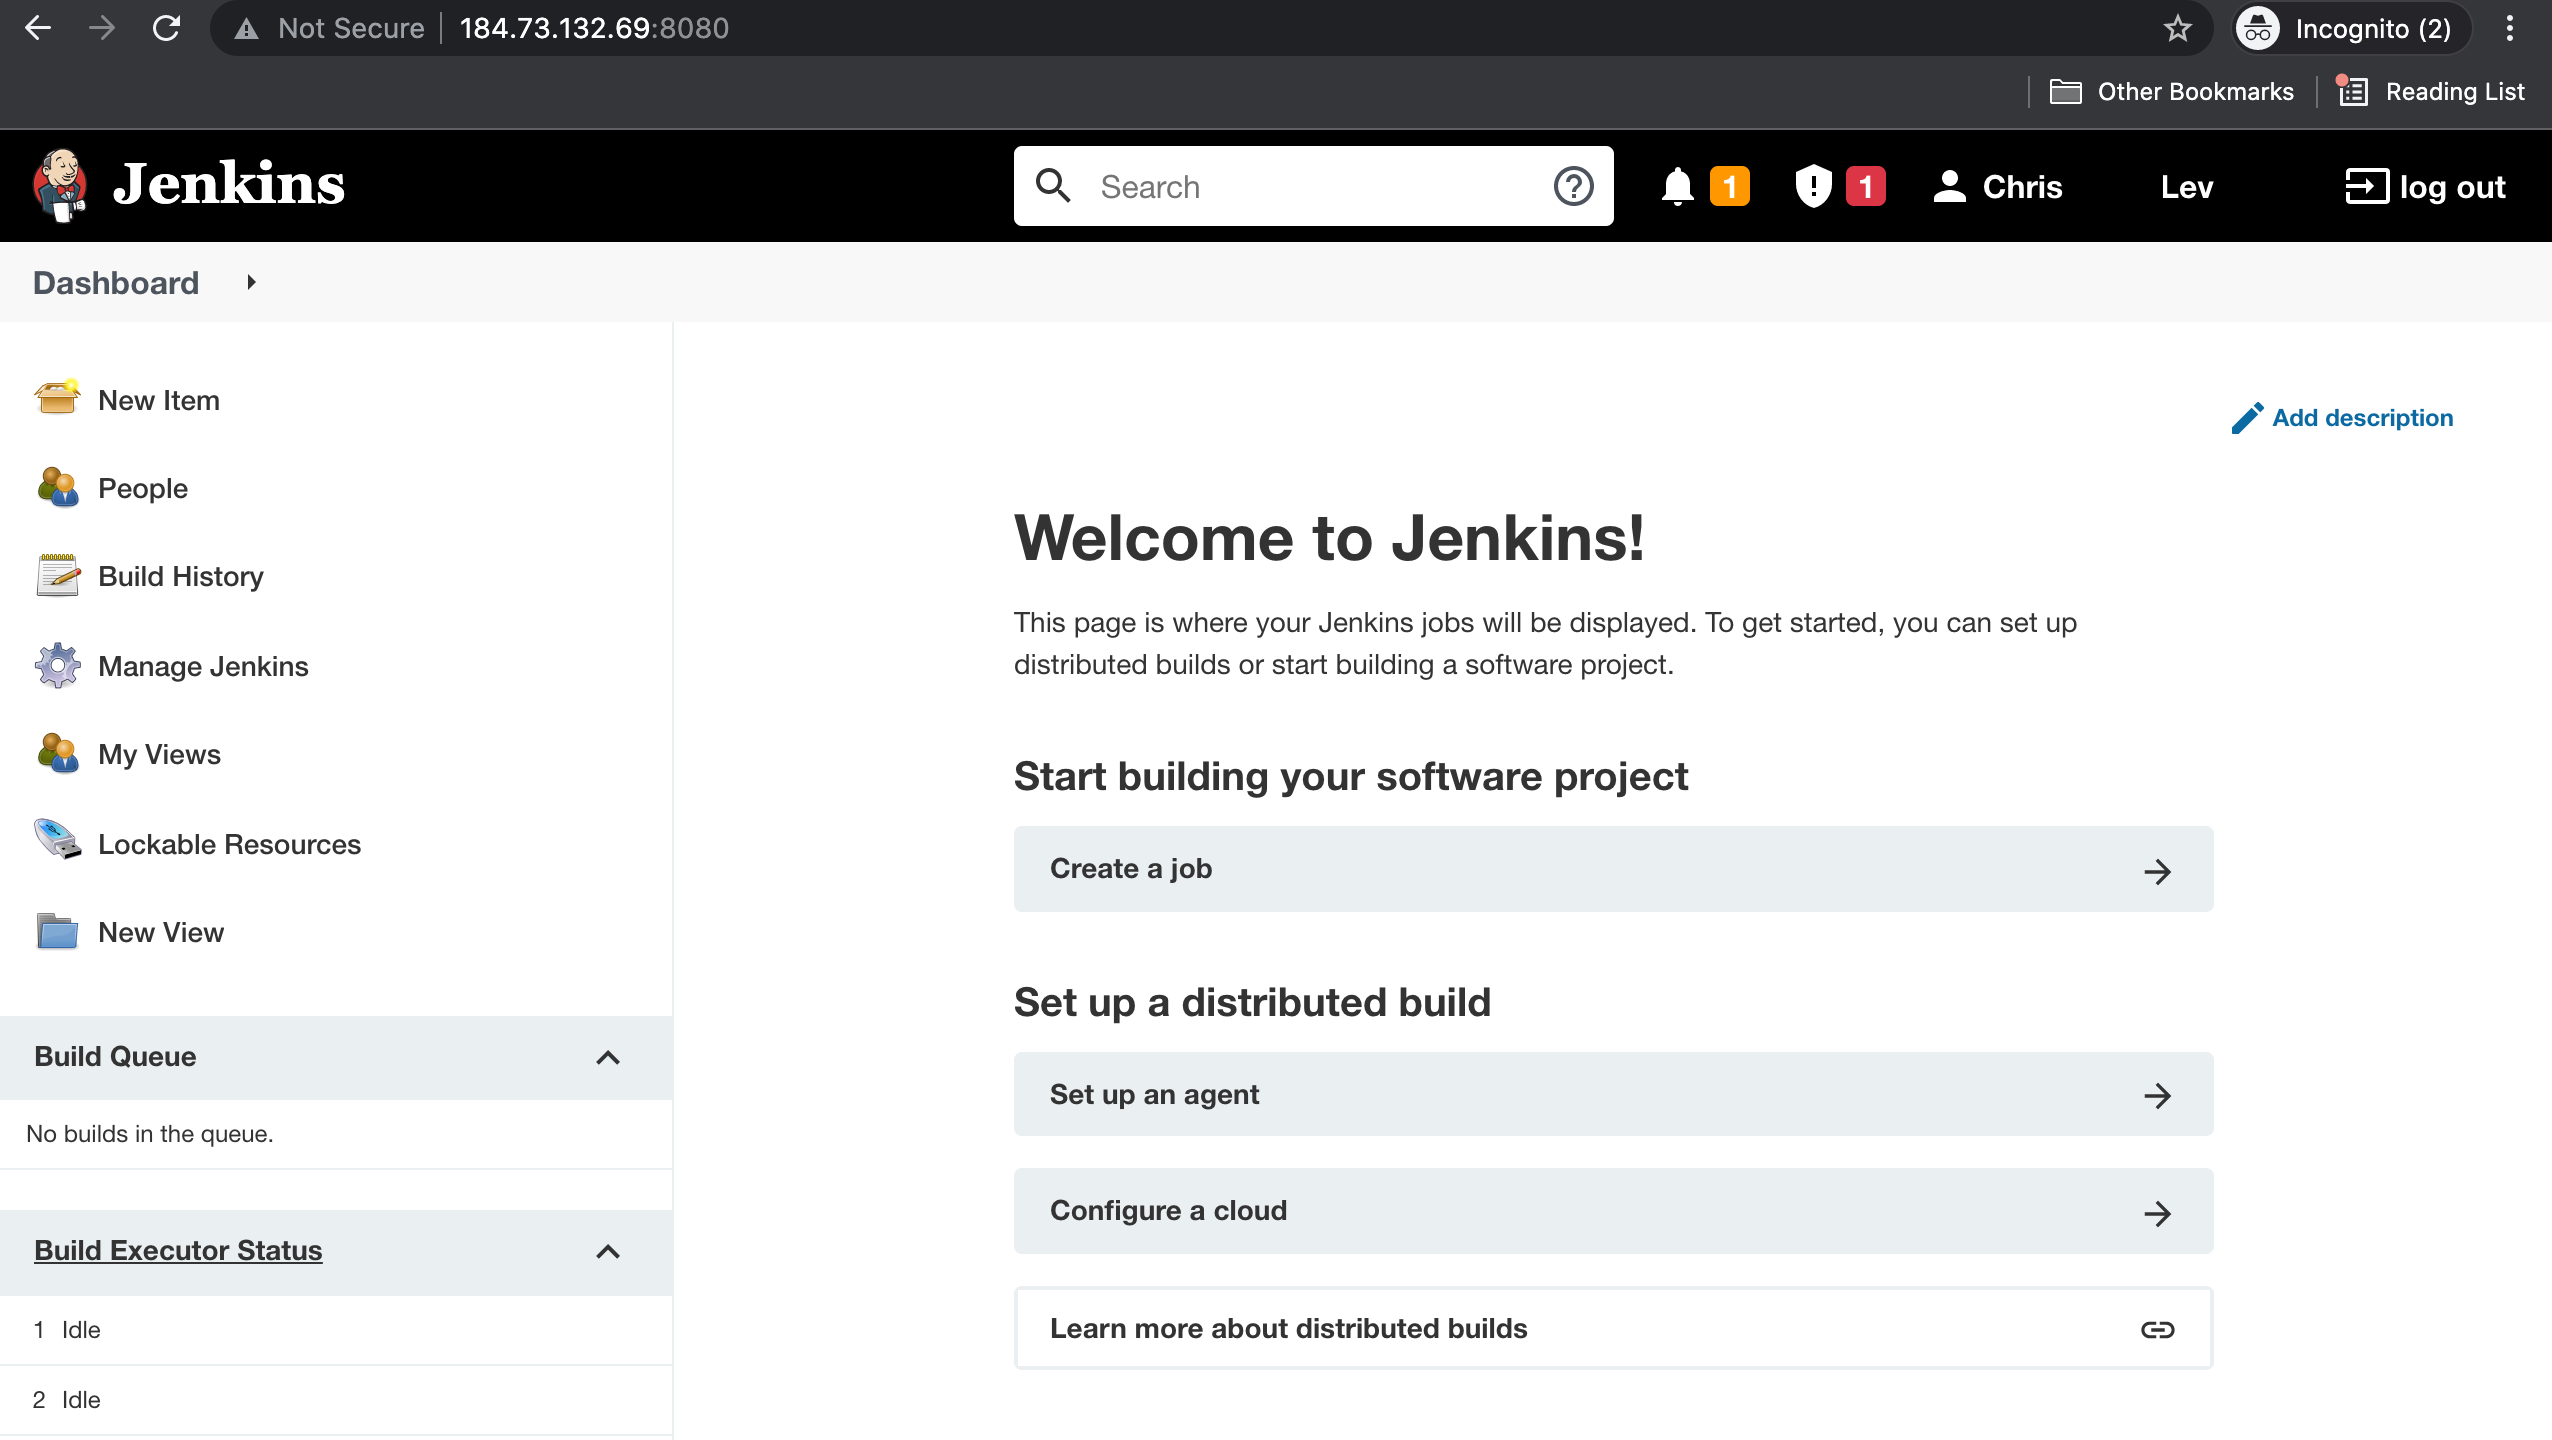 Not Secure 184.73.132.69:8080 Incognito (2)
Other Bookmarks Reading List
Jenkins Search 1 1 Chris Lev log out
Dashboard
New Item
People
Build History
Manage Jenkins
My Views
Lockable Resources
New View
Build Queue
No builds in the queue.
Build Executor Status
1 Idle
2 Idle
Add description
Welcome to Jenkins!
This page is where your Jenkins jobs will be displayed. To get started, you can set up
distributed builds or start building a software project.
Start building your software project
Create a job
Set up a distributed build
Set up an agent
Configure a cloud
Learn more about distributed builds